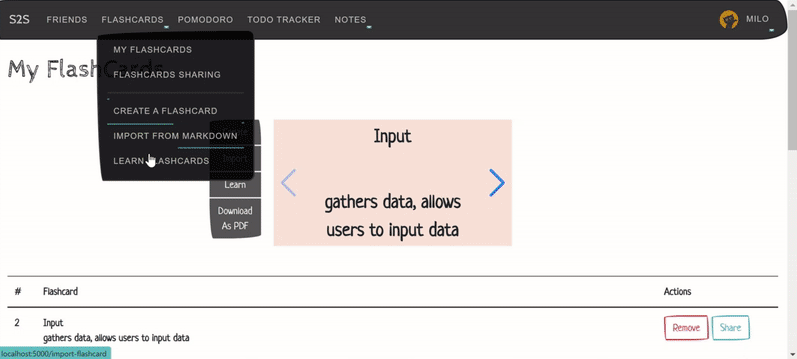 S2S FRIENDS FLASHCARDS POMODORO TODO TRACKER NOTES MILO
MY FLASHCARDS
FLASHCARDS SHARING
CREATE A FLASHCARD
IMPORT FROM MARKDOWN
LEARN FLASHCARDS
My FlashCards
Import
Learn
Download
As PDF
Input
gathers data, allows
users to input data
# Flashcard Actions
2 Input
gathers data, allows users to input data
Remove Share
localhost:5000/import-flashcard